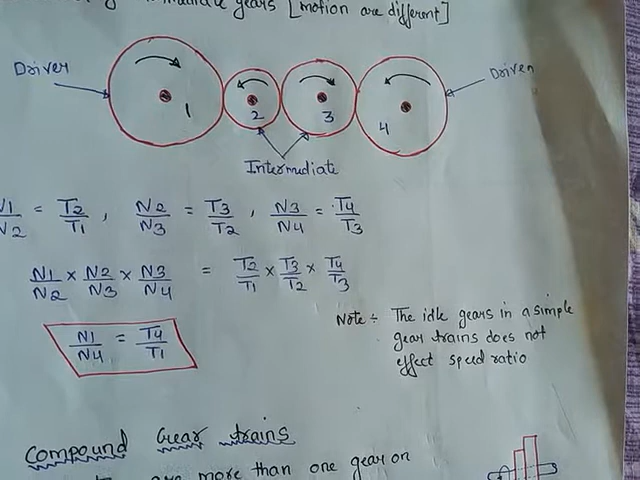 gears [motion are different]
Driver
Driven
1 2 3 4
Intermudiate
N1/N2 = T2/T1 , N2/N3 = T3/T2 , N3/N4 = T4/T3
N1/N2 × N2/N3 × N3/N4 = T2/T1 × T3/T2 × T4/T3
N1/N4 = T4/T1
Note ÷ The idle gears in a simple
gear trains does not
effect speed ratio
Compound Gear trains
are more than one gear on